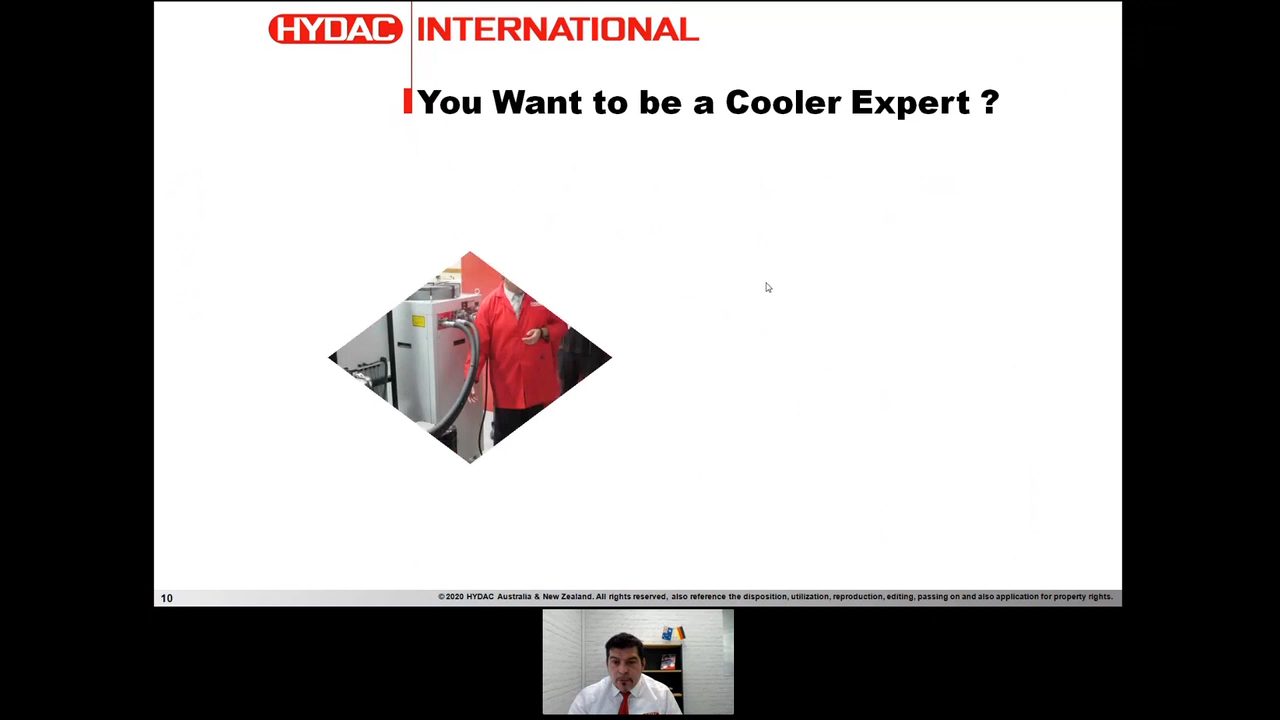 HYDAC INTERNATIONAL
You Want to be a Cooler Expert ?
10
©2020 HYDAC Australia & New Zealand. All rights reserved, also reference the disposition, utilization, reproduction, editing, passing on and also application for property rights.